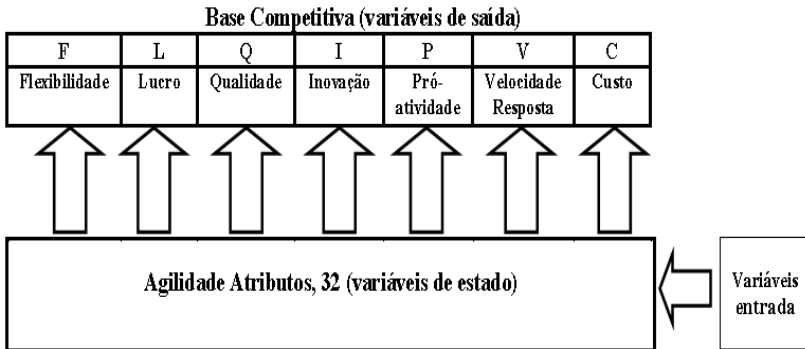 Base Competitiva (variáveis de saída)
F L Q I P V C
Flexibilidade Lucro Qualidade Inovação Pró- Velocidade Custo
atividade Resposta
Agilidade Atributos, 32 (variáveis de estado)
Variáveis
entrada